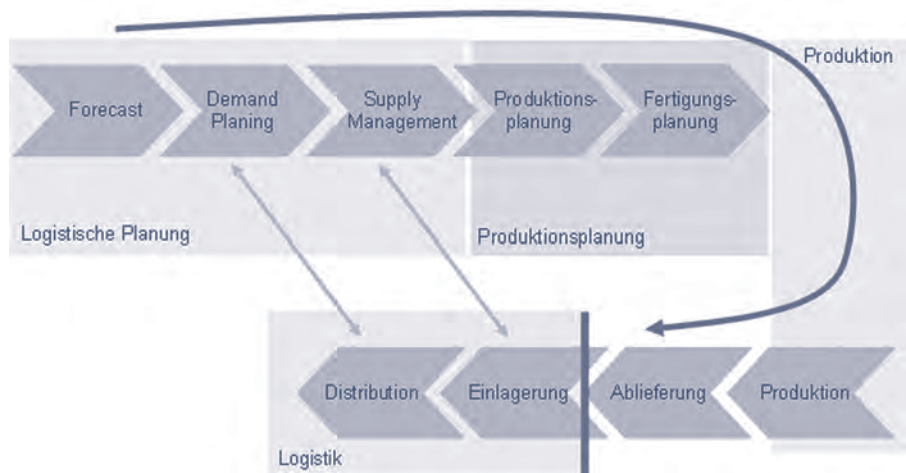 Produktion
Forecast
Demand
Planing
Supply
Management
Produktions-
planung
Fertigungs-
planung
Logistische Planung
Produktionsplanung
Distribution
Einlagerung
Ablieferung
Produktion
Logistik